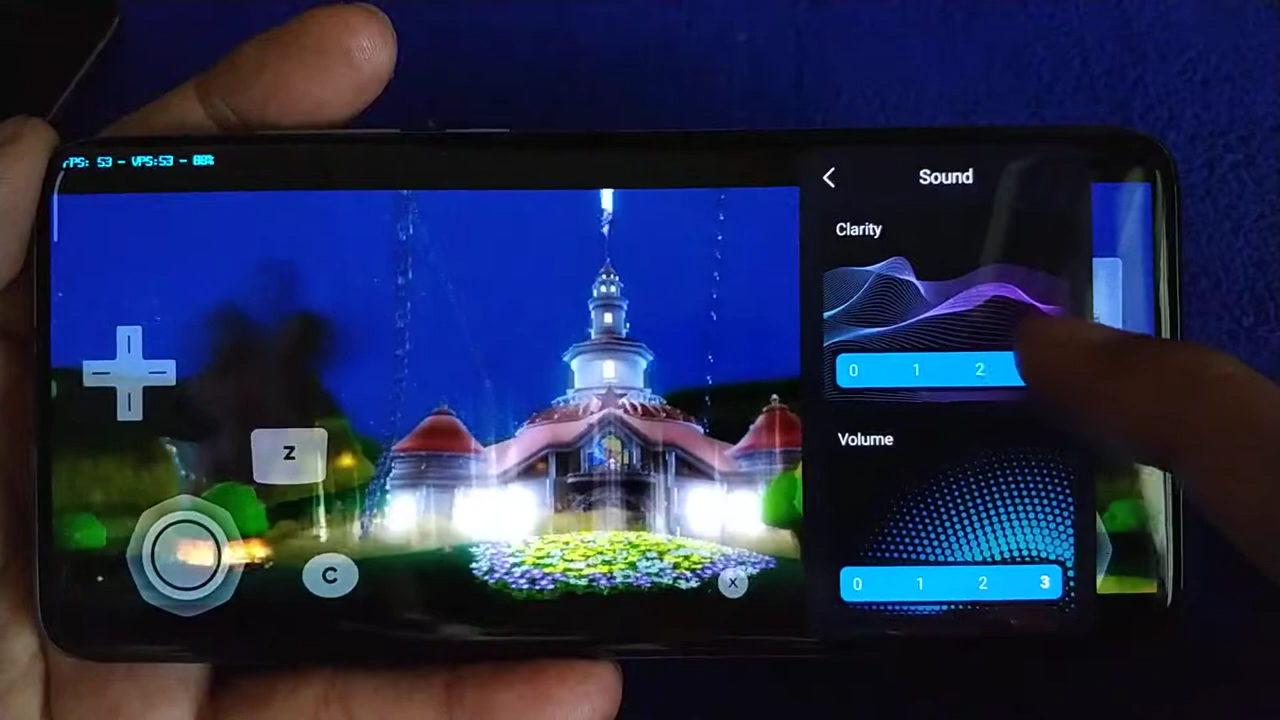 FPS: 53 - VPS:53 - 88%
Sound
Clarity
0 1 2
Volume
0 1 2 3
Z
C
X